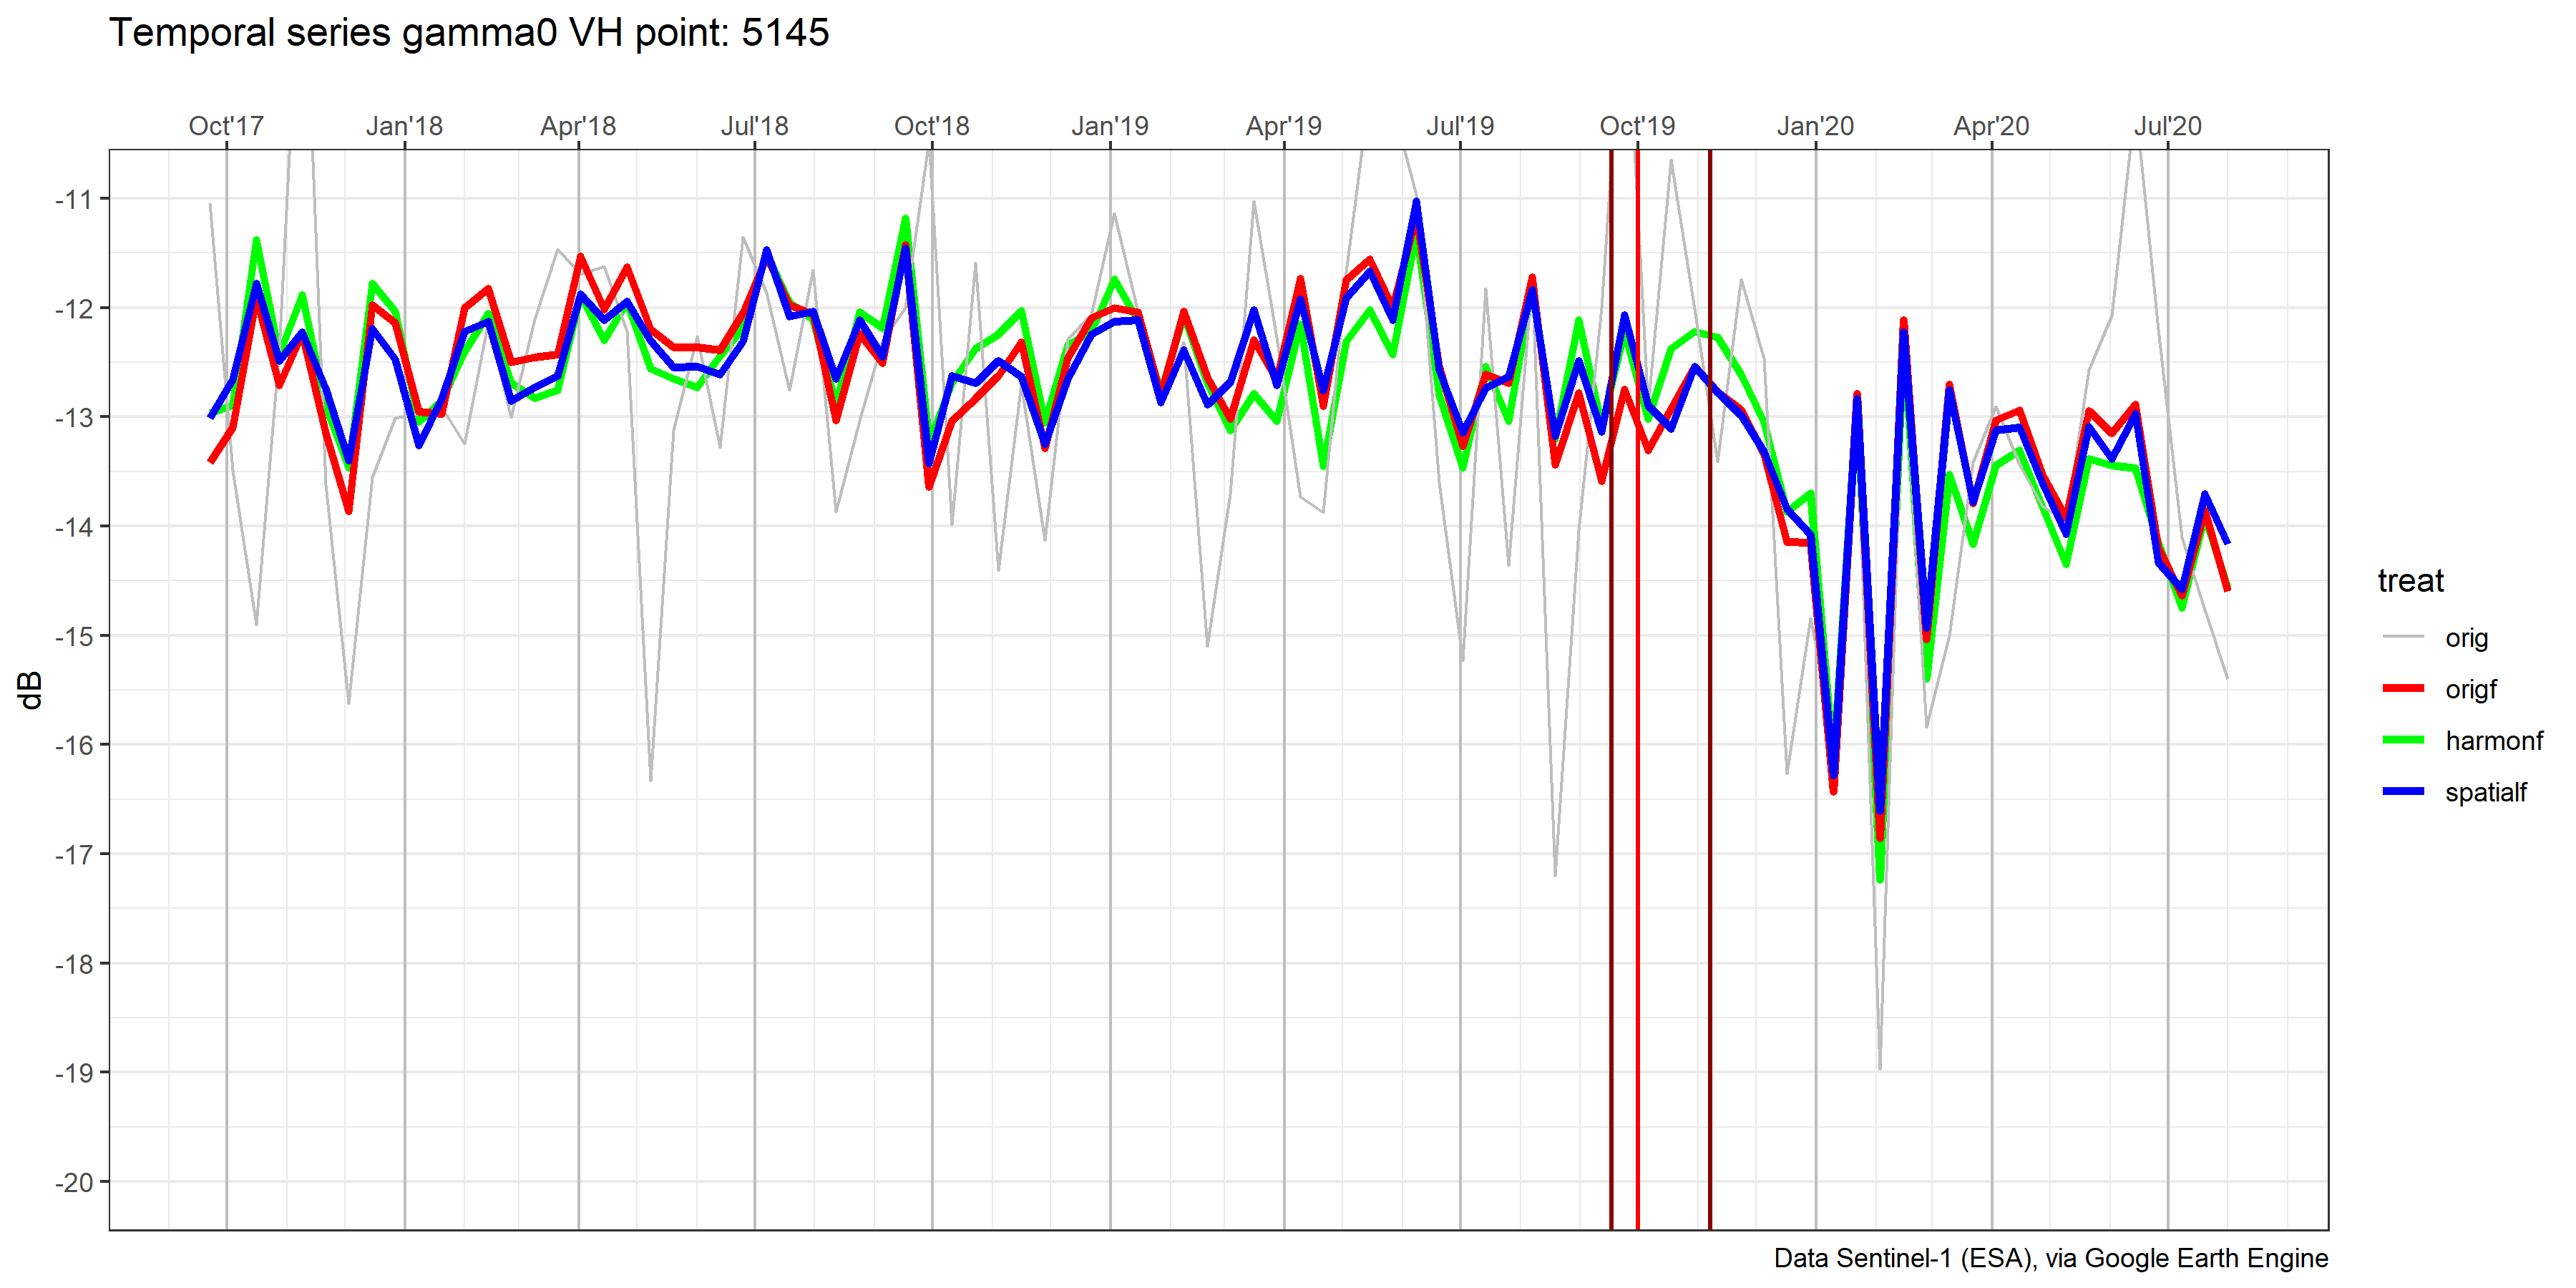 Temporal series gamma0 VH point: 5145
Oct'17 Jan'18 Apr'18 Jul'18 Oct'18 Jan'19 Apr'19 Jul'19 Oct'19 Jan'20 Apr'20 Jul'20
-11
-12
-13
-14
-15
-16
-17
-18
-19
-20
dB
treat
orig
origf
harmonf
spatialf
Data Sentinel-1 (ESA), via Google Earth Engine